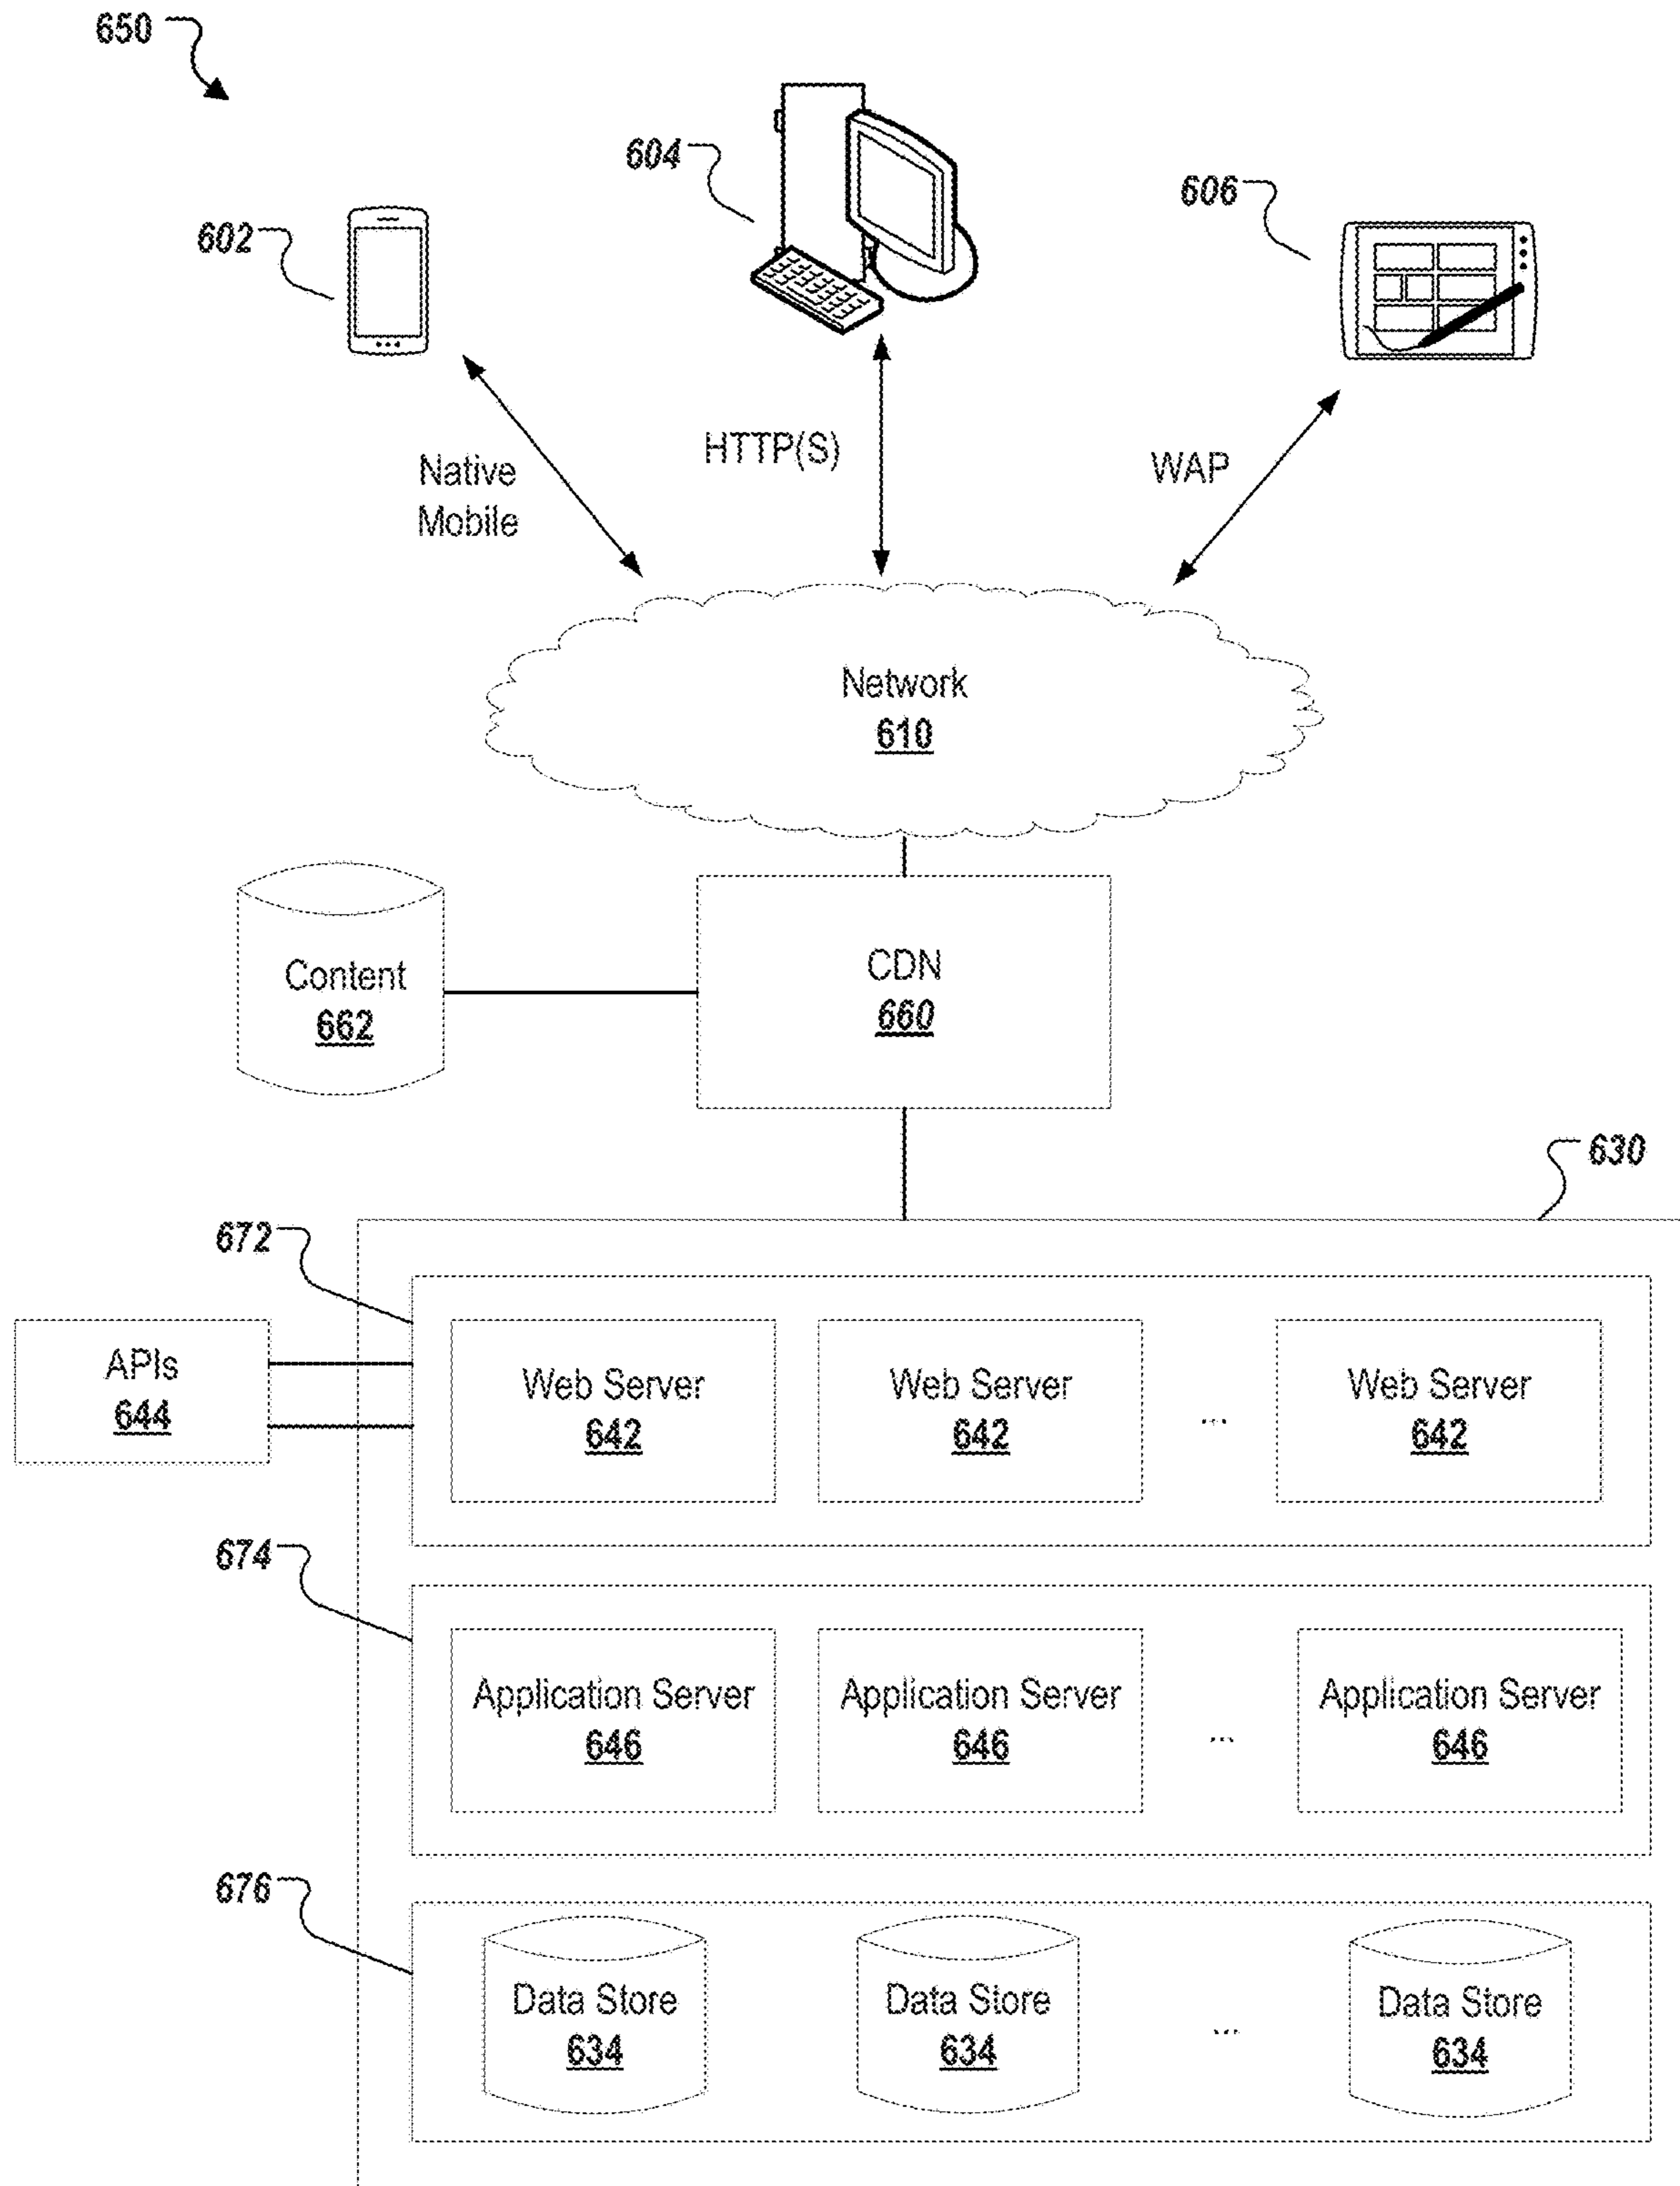 650
604
606
602
HTTP(S)
WAP
Native
Mobile
Network
610
Content
662
CDN
660
630
672
APIs
644
Web Server
642
Web Server
642
...
Web Server
642
674
Application Server
646
Application Server
646
...
Application Server
646
676
Data Store
634
Data Store
634
...
Data Store
634